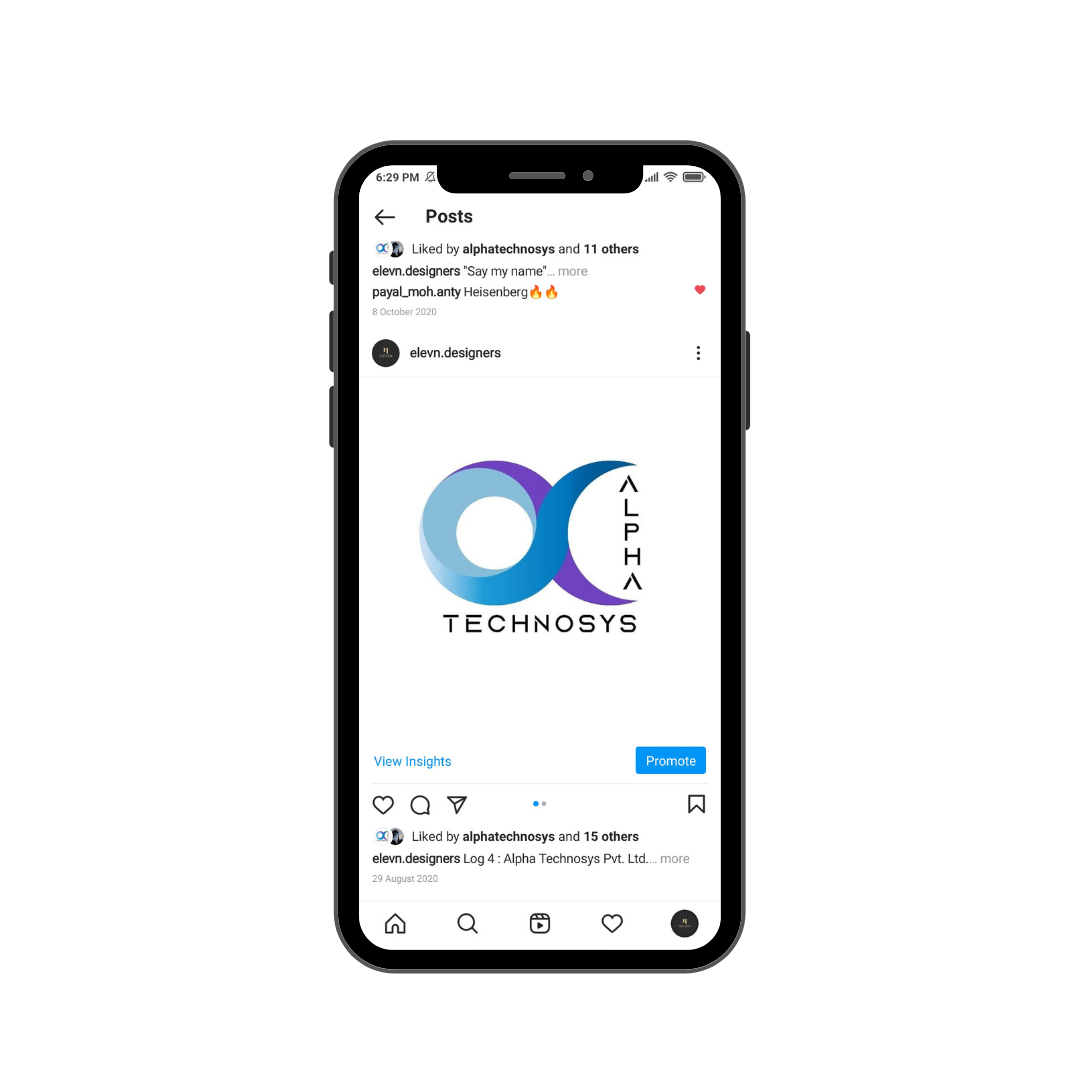 6:29 PM
Posts
Liked by alphatechnosys and 11 others
elevn.designers "Say my name"... more
payal_moh.anty Heisenberg🔥🔥
8 October 2020
elevn.designers
ALPHA
TECHNOSYS
View Insights
Promote
Liked by alphatechnosys and 15 others
elevn.designers Log 4 : Alpha Technosys Pvt. Ltd.... more
29 August 2020